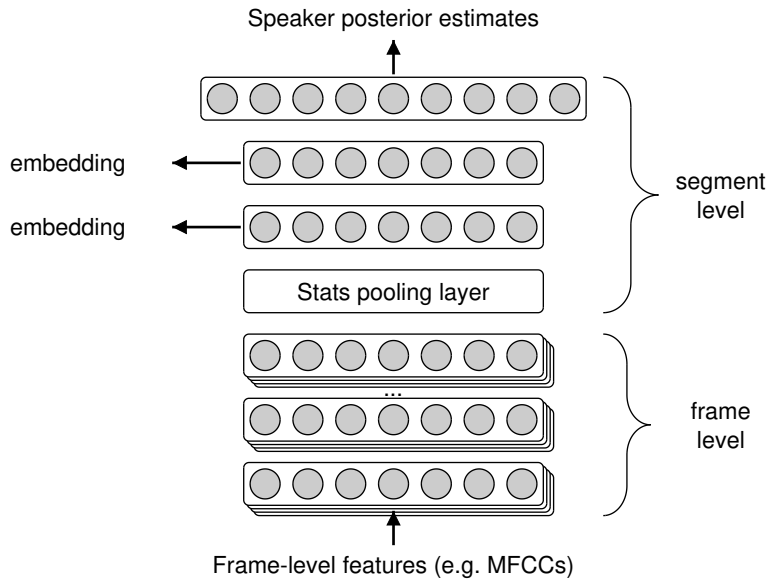 Speaker posterior estimates
embedding
embedding
segment
level
Stats pooling layer
...
frame
level
Frame-level features (e.g. MFCCs)